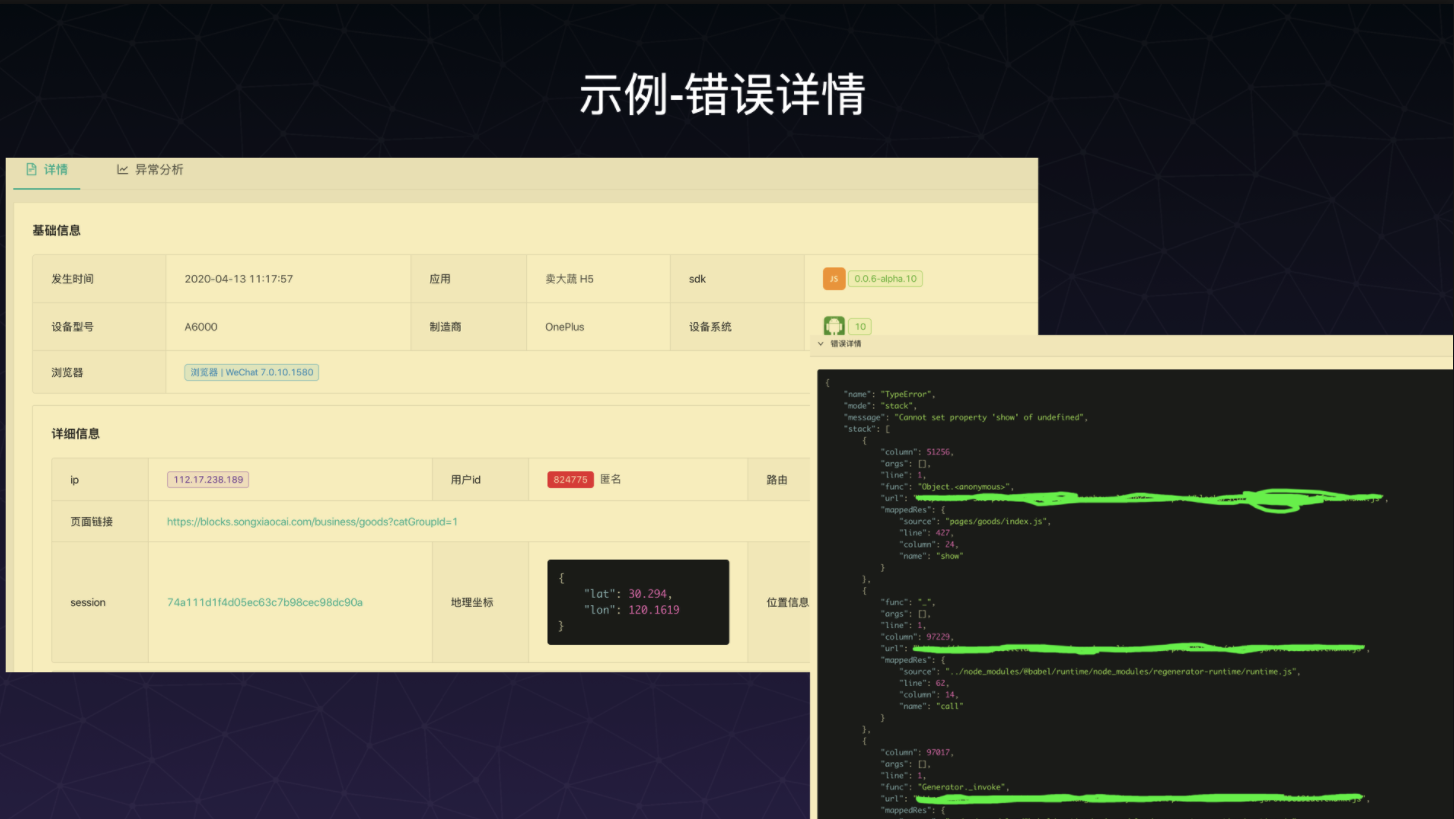 示例-错误详情
详情 异常分析
基础信息
发生时间 2020-04-13 11:17:57 应用 卖大蔬 H5 sdk JS 0.0.6-alpha.10
设备型号 A6000 制造商 OnePlus 设备系统 10
浏览器 浏览器 | WeChat 7.0.10.1580
详细信息
ip 112.17.238.189 用户id 824775 匿名 路由
页面链接 https://blocks.songxiaocai.com/business/goods?catGroupId=1
session 74a111d1f4d05ec63c7b98cec98dc90a 地理坐标 位置信息
{
"lat": 30.294,
"lon": 120.1619
}
错误详情
{
"name": "TypeError",
"mode": "stack",
"message": "Cannot set property 'show' of undefined",
"stack": [
{
"column": 51256,
"args": [],
"line": 1,
"func": "Object.<anonymous>",
"url": "
"mappedRes": {
"source": "pages/goods/index.js",
"line": 427,
"column": 24,
"name": "show"
}
},
{
"func": "_",
"args": [],
"line": 1,
"column": 97229,
"url":
"mappedRes": {
"source": "../node_modules/@babel/runtime/node_modules/regenerator-runtime/runtime.js",
"line": 62,
"column": 14,
"name": "call"
}
},
{
"column": 97017,
"args": [],
"line": 1,
"func": "Generator._invoke",
"url": "
"mappedRes": {